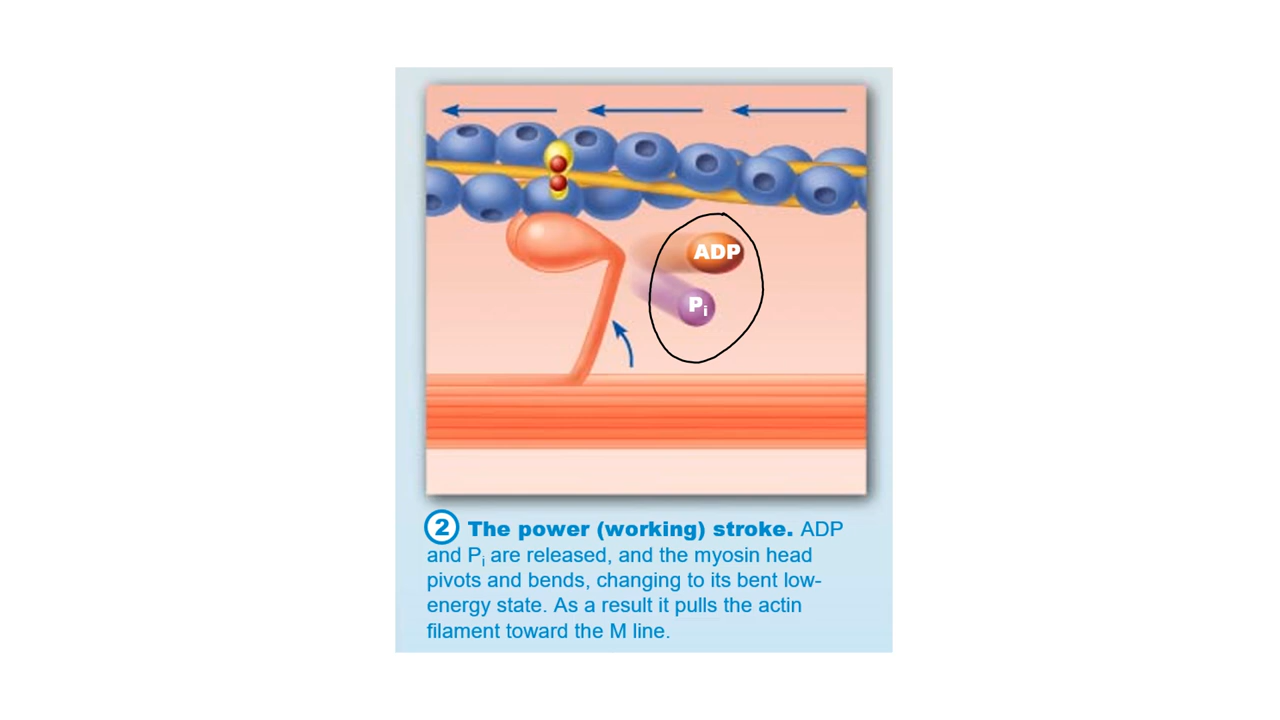 ADP
Pi
2 The power (working) stroke. ADP
and Pi are released, and the myosin head
pivots and bends, changing to its bent low-
energy state. As a result it pulls the actin
filament toward the M line.